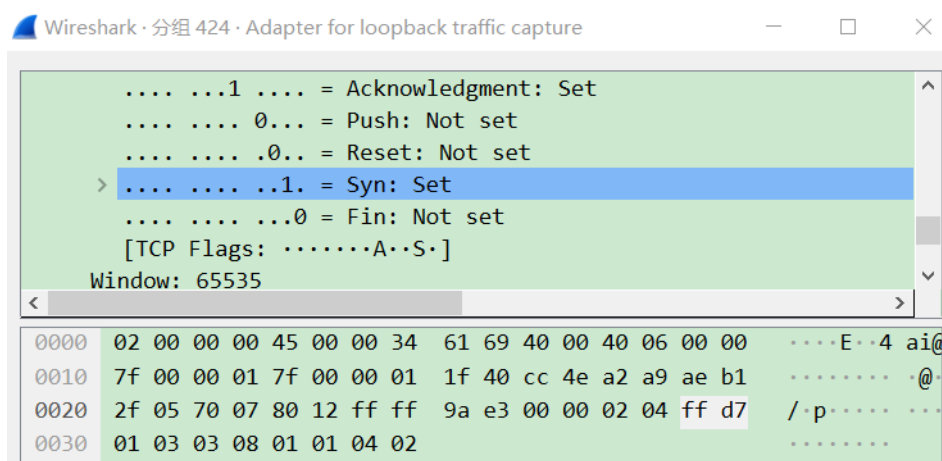 Wireshark · 分组 424 · Adapter for loopback traffic capture
.... ...1 .... = Acknowledgment: Set
.... .... 0... = Push: Not set
.... .... .0.. = Reset: Not set
.... .... ..1. = Syn: Set
.... .... ...0 = Fin: Not set
[TCP Flags: ·······A··S·]
Window: 65535
0000 02 00 00 00 45 00 00 34 61 69 40 00 40 06 00 00 ····E··4 ai@
0010 7f 00 00 01 7f 00 00 01 1f 40 cc 4e a2 a9 ae b1 ········ ·@·
0020 2f 05 70 07 80 12 ff ff 9a e3 00 00 02 04 ff d7 /·p····· ···
0030 01 03 03 08 01 01 04 02 ········